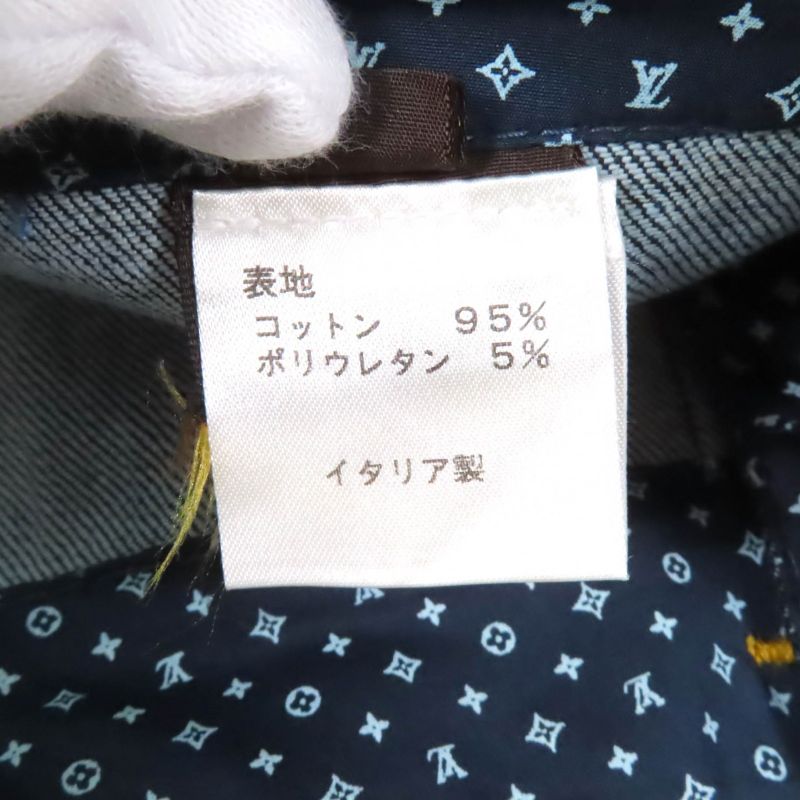 表地
コットン 95%
ポリウレタン 5%
イタリア製